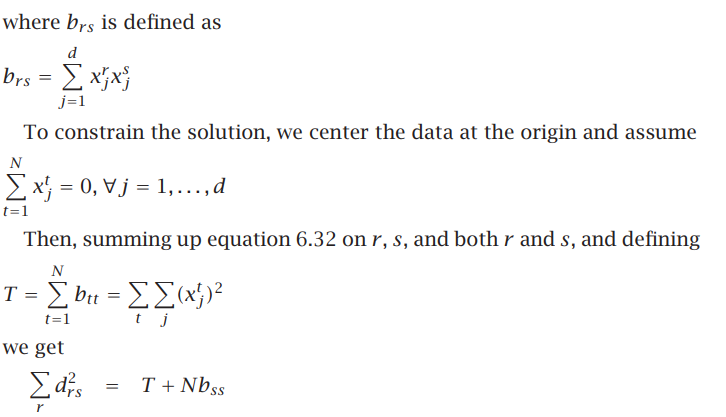 where b_{rs} is defined as
b_{rs} = \sum_{j=1}^{d} x_j^r x_j^s
To constrain the solution, we center the data at the origin and assume
\sum_{t=1}^{N} x_j^t = 0, ∀ j = 1, . . . , d
Then, summing up equation 6.32 on r, s, and both r and s, and defining
T = \sum_{t=1}^{N} b_{tt} = \sum_t \sum_j (x_j^t)^2
we get
\sum_r d_{rs}^2 = T + N b_{ss}